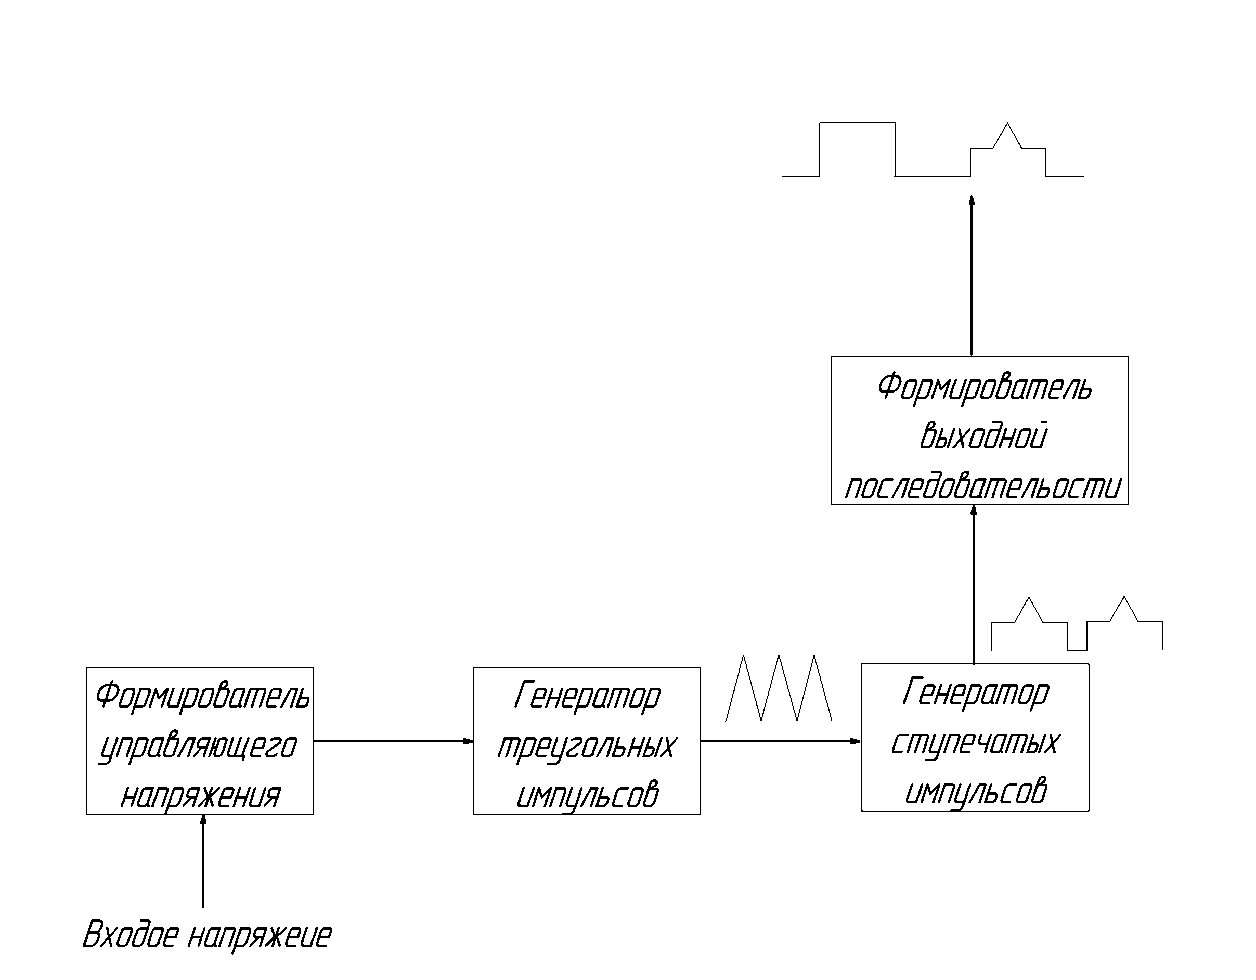 Формирователь
выходной
последовательости
Формирователь
управляющего
напряжения
Генератор
треугольных
импульсов
Генератор
ступечатых
импульсов
Входое напряжеие